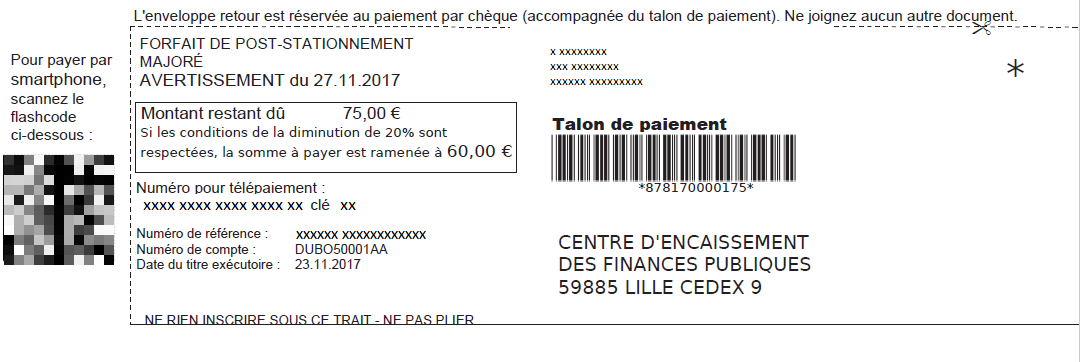 L'enveloppe retour est réservée au paiement par chèque (accompagnée du talon de paiement). Ne joignez aucun autre document.
Pour payer par
smartphone,
scannez le
flashcode
ci-dessous :
FORFAIT DE POST-STATIONNEMENT
MAJORÉ
AVERTISSEMENT du 27.11.2017
Montant restant dû 75,00 €
Si les conditions de la diminution de 20% sont
respectées, la somme à payer est ramenée à 60,00 €
Numéro pour télépaiement :
xxxx xxxx xxxx xxxx xx clé xx
Numéro de référence : xxxxxx xxxxxxxxxxxx
Numéro de compte : DUBO50001AA
Date du titre exécutoire : 23.11.2017
NE RIEN INSCRIRE SOUS CE TRAIT - NE PAS PLIER
x xxxxxxxx
xxx xxxxxxxx
xxxxxx xxxxxxxxx
*
Talon de paiement
*878170000175*
CENTRE D'ENCAISSEMENT
DES FINANCES PUBLIQUES
59885 LILLE CEDEX 9